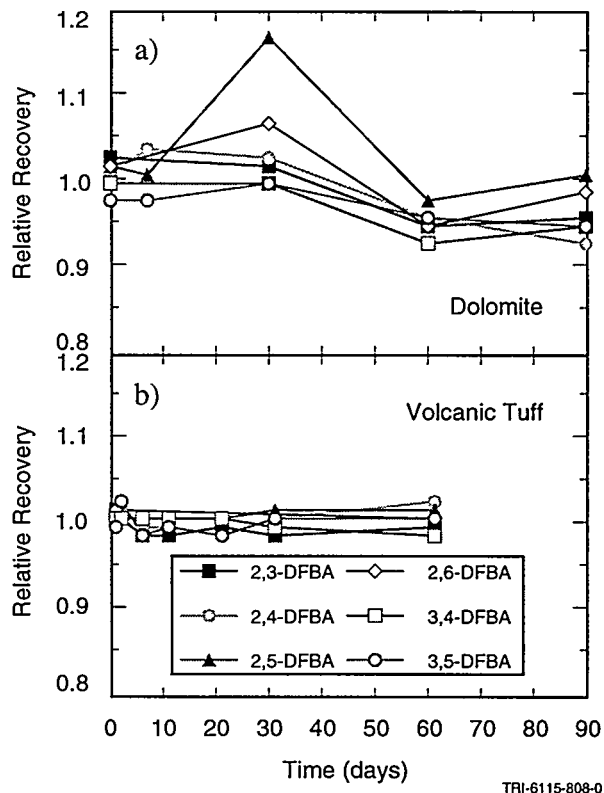 1.2
a)
1.1
1.0
0.9
0.8
Relative Recovery
Dolomite
b)
Volcanic Tuff
1.1
1.0
0.9
0.8
Relative Recovery
2,3-DFBA
2,6-DFBA
2,4-DFBA
3,4-DFBA
2,5-DFBA
3,5-DFBA
0 10 20 30 40 50 60 70 80 90
Time (days)
TRI-6115-808-0